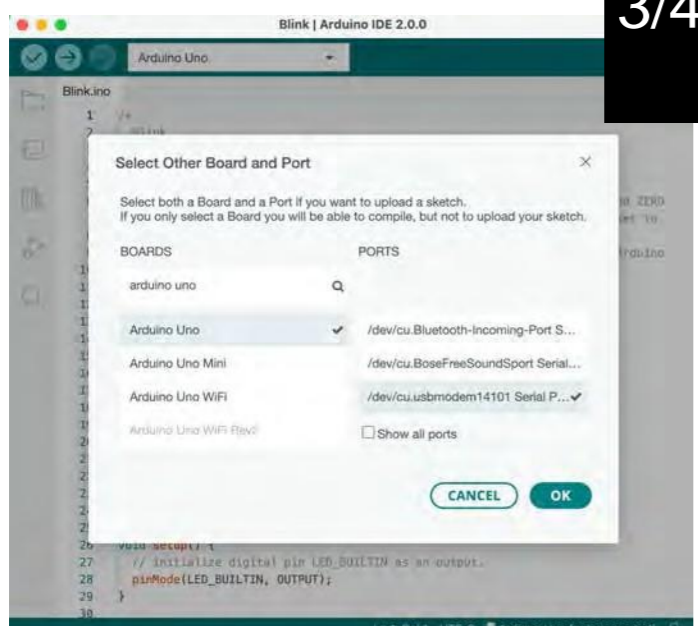 3/4
Blink | Arduino IDE 2.0.0
Arduino Uno
Blink.ino
1 /*
2 Blink
Select Other Board and Port
Select both a Board and a Port if you want to upload a sketch.
If you only select a Board you will be able to compile, but not to upload your sketch.
BOARDS
PORTS
arduino uno
Arduino Uno
/dev/cu.Bluetooth-Incoming-Port S...
Arduino Uno Mini
/dev/cu.BoseFreeSoundSport Serial...
Arduino Uno WiFi
/dev/cu.usbmodem14101 Serial P...
Arduino Uno WiFi Rev2
Show all ports
CANCEL
OK
26 void setup() {
27 // initialize digital pin LED_BUILTIN as an output.
28 pinMode(LED_BUILTIN, OUTPUT);
29 }
30